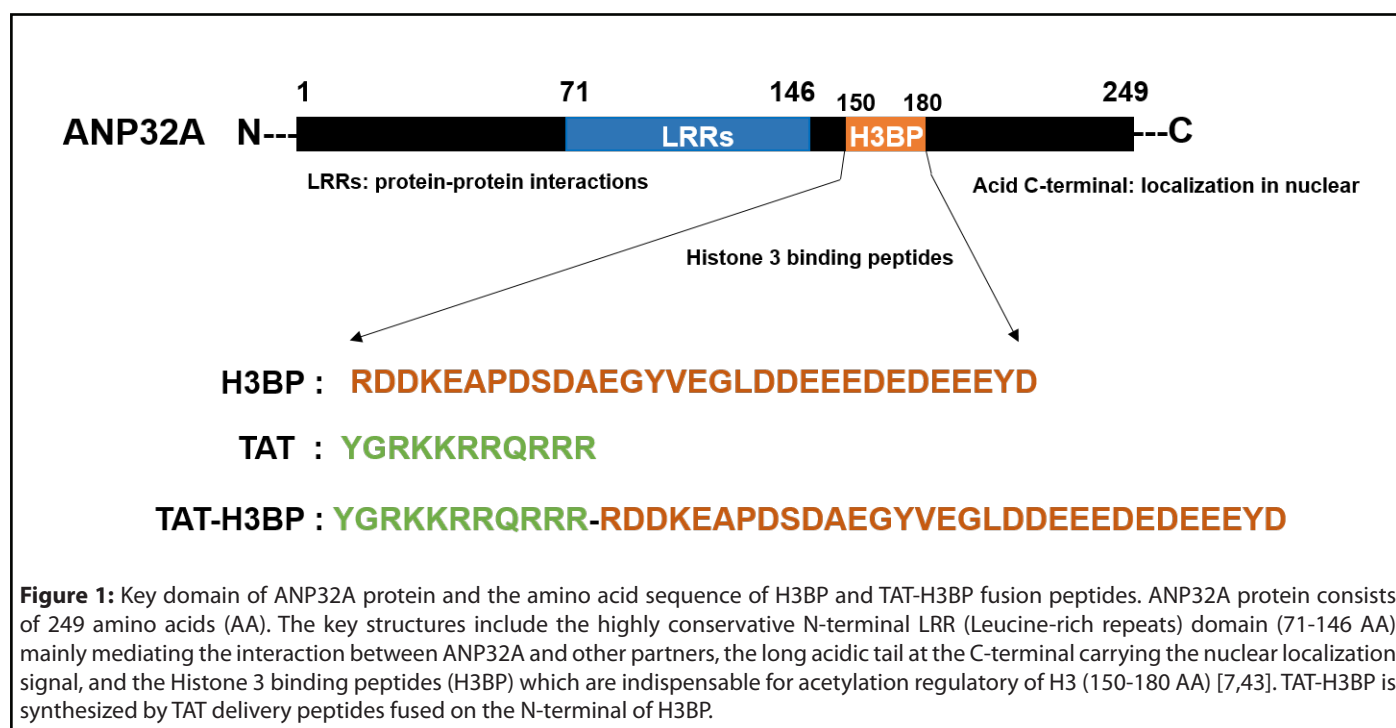 1 71 146 150 180 249
ANP32A N--- LRRs H3BP ---C
LRRs: protein-protein interactions Acid C-terminal: localization in nuclear
Histone 3 binding peptides
H3BP : RDDKEAPDSDAEGYVEGLDDEEEDEDEEEYD
TAT : YGRKKRRQRRR
TAT-H3BP : YGRKKRRQRRR-RDDKEAPDSDAEGYVEGLDDEEEDEDEEEYD
Figure 1: Key domain of ANP32A protein and the amino acid sequence of H3BP and TAT-H3BP fusion peptides. ANP32A protein consists
of 249 amino acids (AA). The key structures include the highly conservative N-terminal LRR (Leucine-rich repeats) domain (71-146 AA)
mainly mediating the interaction between ANP32A and other partners, the long acidic tail at the C-terminal carrying the nuclear localization
signal, and the Histone 3 binding peptides (H3BP) which are indispensable for acetylation regulatory of H3 (150-180 AA) [7,43]. TAT-H3BP is
synthesized by TAT delivery peptides fused on the N-terminal of H3BP.